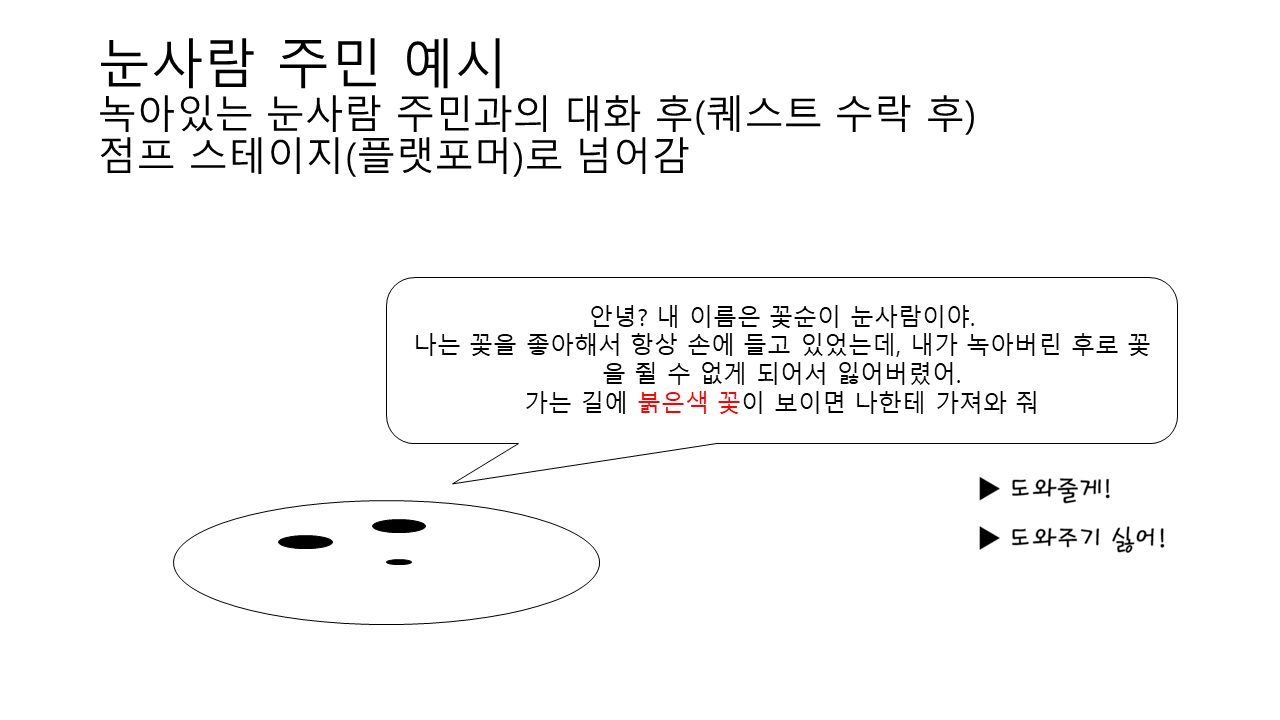 눈사람 주민 예시
녹아있는 눈사람 주민과의 대화 후(퀘스트 수락 후)
점프 스테이지(플랫포머)로 넘어감
안녕? 내 이름은 꽃순이 눈사람이야.
나는 꽃을 좋아해서 항상 손에 들고 있었는데, 내가 녹아버린 후로 꽃
을 쥘 수 없게 되어서 잃어버렸어.
가는 길에 붉은색 꽃이 보이면 나한테 가져와 줘
▶ 도와줄게!
▶ 도와주기 싫어!